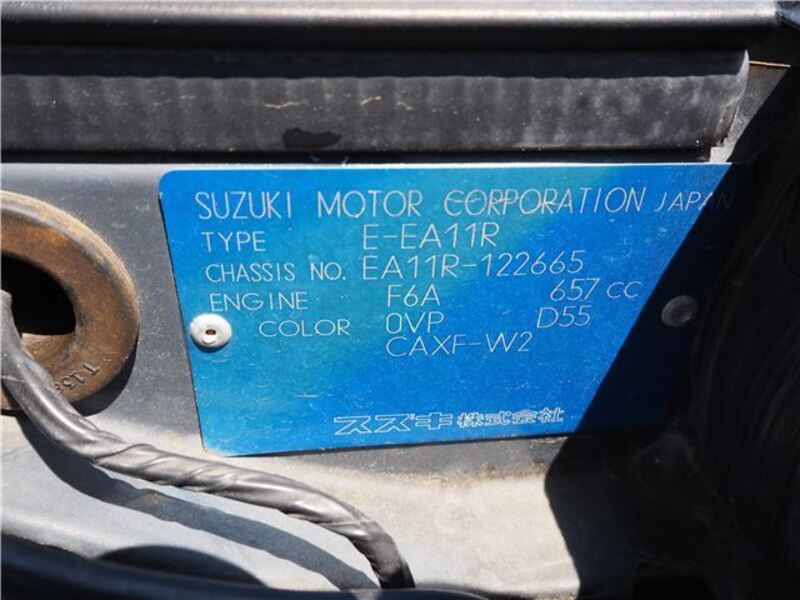 SUZUKI MOTOR CORPORATION JAPAN
TYPE E-EA11R
CHASSIS NO. EA11R-122665
ENGINE F6A 657 CC
COLOR 0VP D55
CAXF-W2
スズキ株式会社